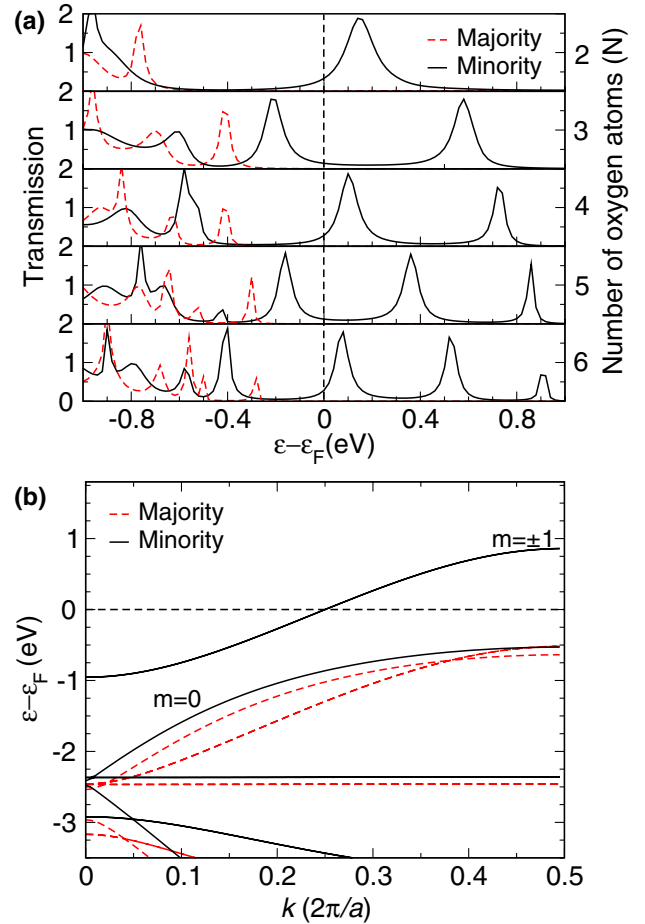 (a)
Majority
Minority
2
1
2
1
2
1
2
1
2
1
0
2
3
4
5
6
Transmission
Number of oxygen atoms (N)
-0.8 -0.4 0 0.4 0.8
ε−ε_F(eV)
(b)
Majority
Minority
m=±1
m=0
1
0
-1
-2
-3
ε−ε_F (eV)
0 0.1 0.2 0.3 0.4 0.5
k (2π/a)